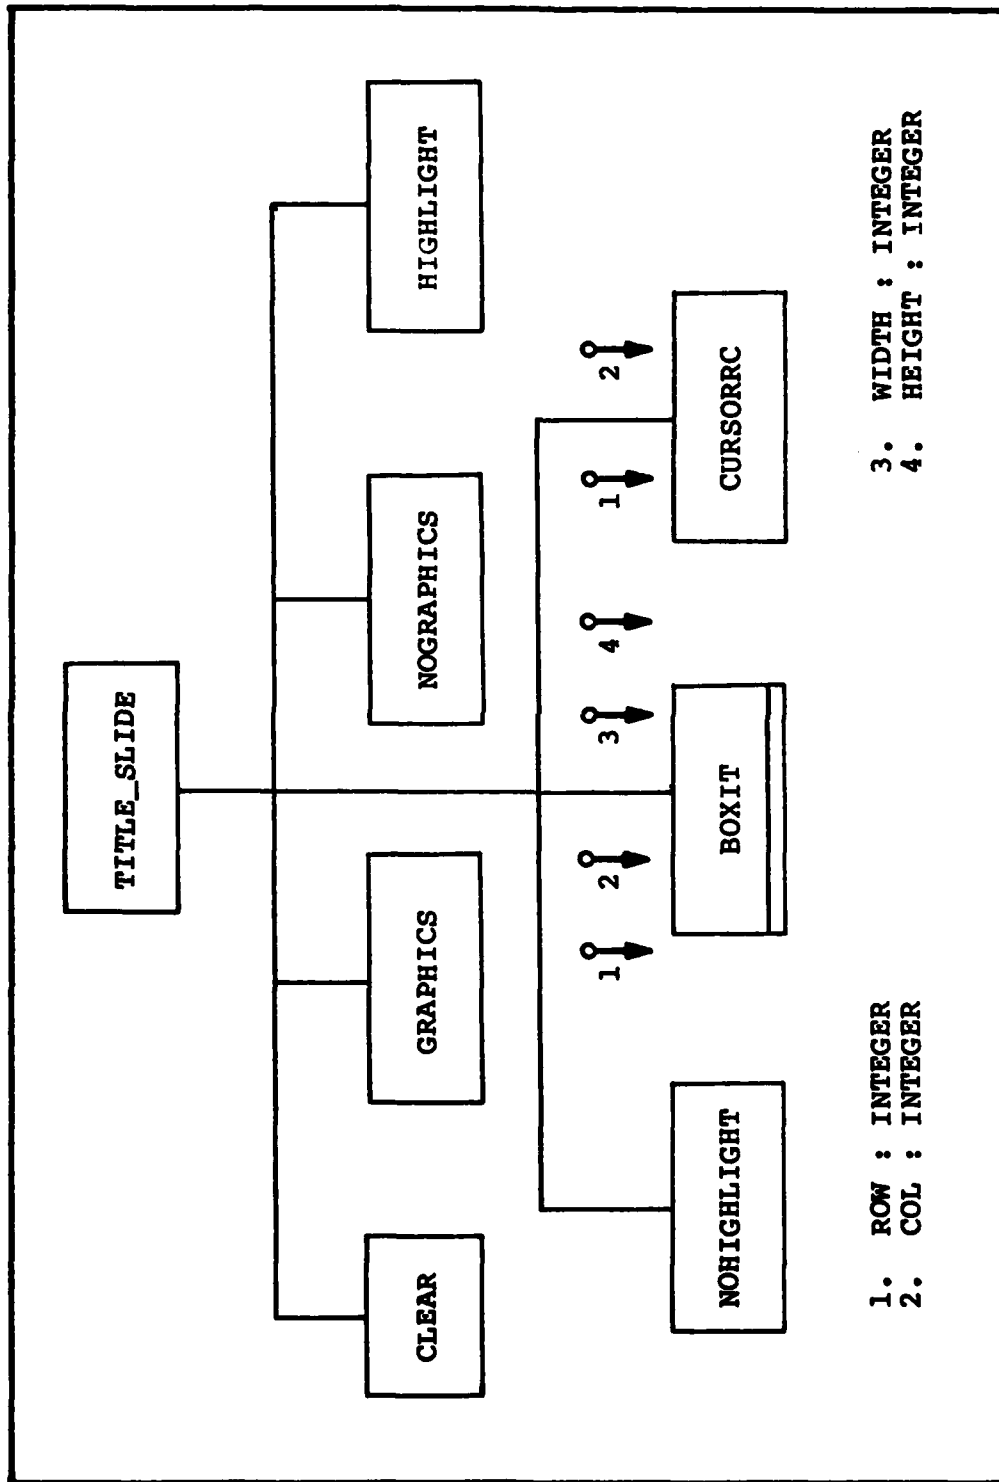 TITLE_SLIDE
CLEAR
GRAPHICS
NOGRAPHICS
HIGHLIGHT
1 2 3 4 1 2
NOHIGHLIGHT
BOXIT
CURSORRC
1. ROW : INTEGER
2. COL : INTEGER
3. WIDTH : INTEGER
4. HEIGHT : INTEGER